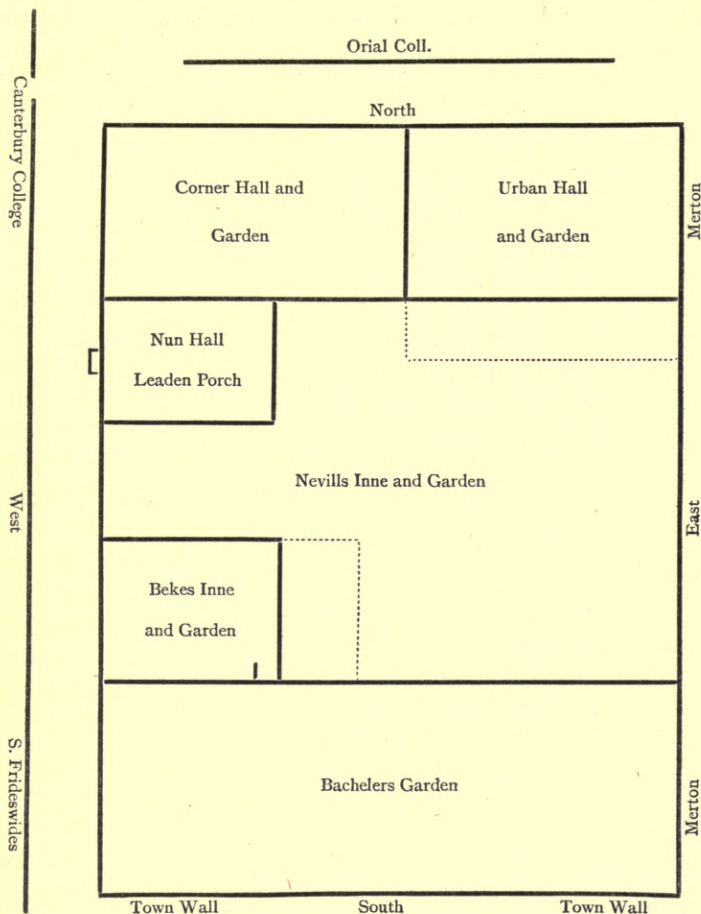 Orial Coll.
North
Canterbury College
Corner Hall and
Garden
Urban Hall
and Garden
Merton
Nun Hall
Leaden Porch
Nevills Inne and Garden
West
East
Bekes Inne
and Garden
S. Frideswides
Bachelers Garden
Merton
Town Wall
South
Town Wall